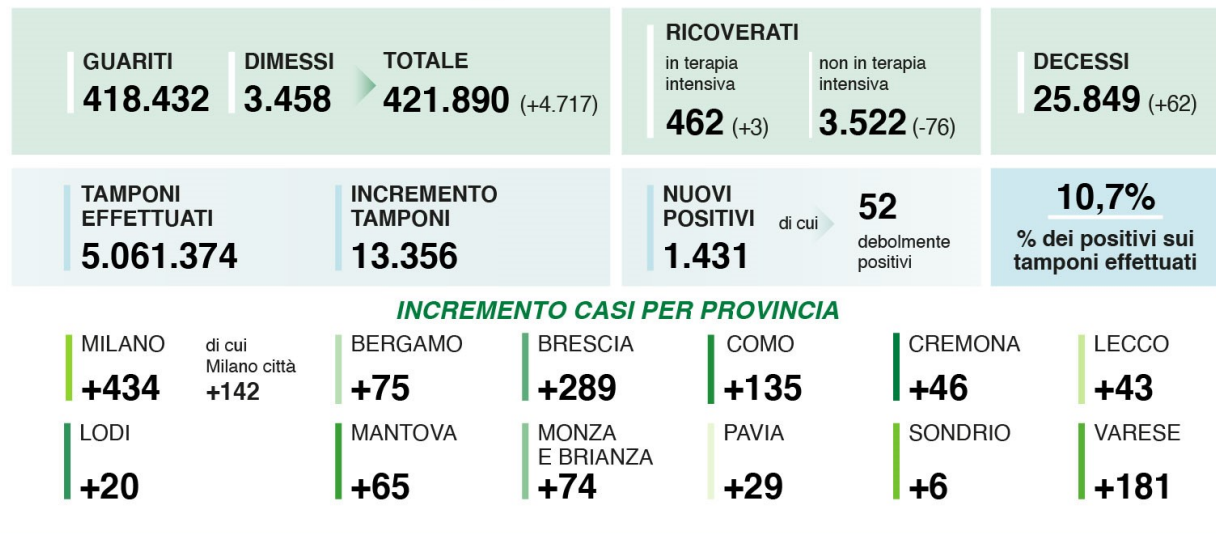 GUARITI
418.432
DIMESSI
3.458
TOTALE
421.890 (+4.717)
RICOVERATI
in terapia
intensiva
462 (+3)
non in terapia
intensiva
3.522 (-76)
DECESSI
25.849 (+62)
TAMPONI
EFFETTUATI
5.061.374
INCREMENTO
TAMPONI
13.356
NUOVI
POSITIVI
1.431
di cui
52
debolmente
positivi
10,7%
% dei positivi sui
tamponi effettuati
INCREMENTO CASI PER PROVINCIA
MILANO
+434
di cui
Milano città
+142
BERGAMO
+75
BRESCIA
+289
COMO
+135
CREMONA
+46
LECCO
+43
LODI
+20
MANTOVA
+65
MONZA
E BRIANZA
+74
PAVIA
+29
SONDRIO
+6
VARESE
+181